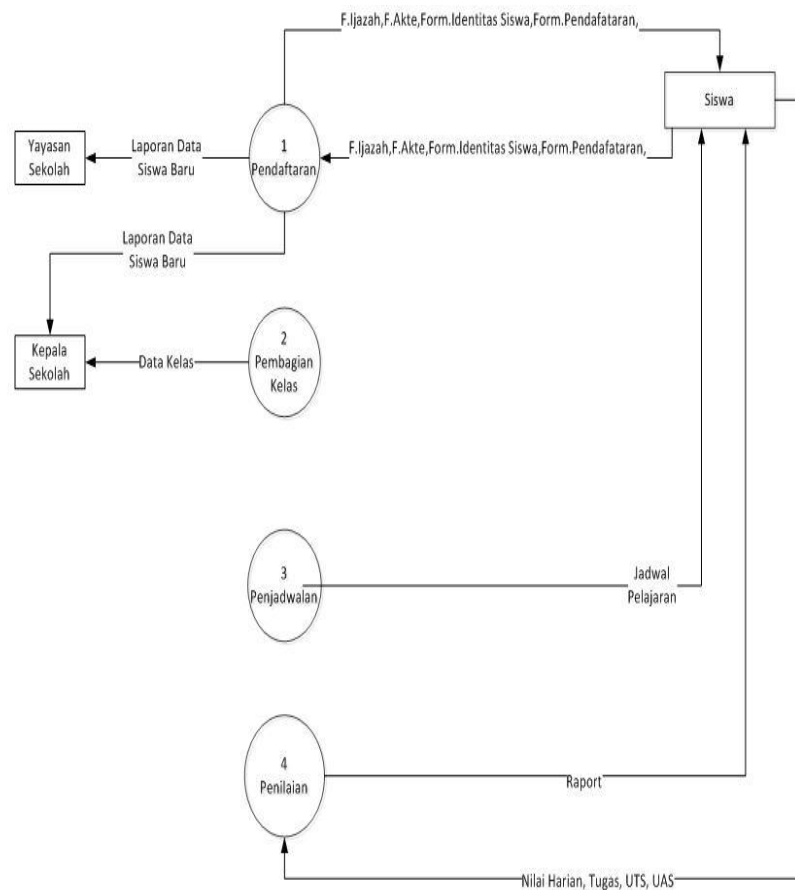 F.Ijazah,F.Akte,Form.Identitas Siswa,Form.Pendafataran,
Siswa
1
Pendaftaran
Laporan Data
Siswa Baru
Yayasan
Sekolah
F.Ijazah,F.Akte,Form.Identitas Siswa,Form.Pendafataran,
Laporan Data
Siswa Baru
Kepala
Sekolah
Data Kelas
2
Pembagian
Kelas
3
Penjadwalan
Jadwal
Pelajaran
4
Penilaian
Raport
Nilai Harian, Tugas, UTS, UAS